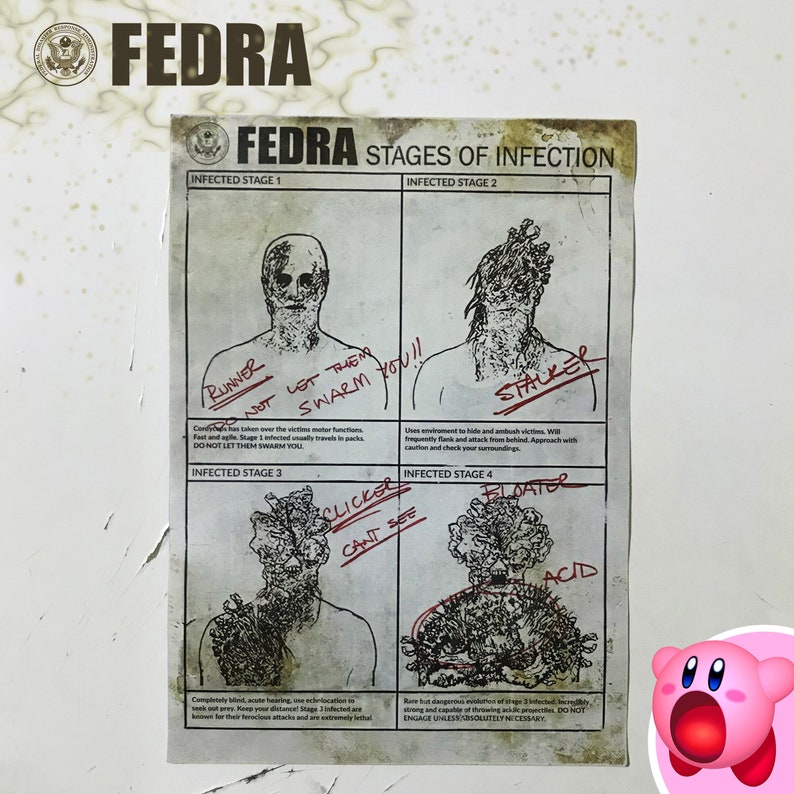 FEDERAL DISASTER RESPONSE ADMINISTRATION
FEDRA
FEDRA STAGES OF INFECTION
INFECTED STAGE 1
INFECTED STAGE 2
RUNNER
DO NOT LET THEM
SWARM YOU!!
STALKER
Cordyceps has taken over the victims motor functions.
Fast and agile. Stage 1 infected usually travels in packs.
DO NOT LET THEM SWARM YOU.
Uses enviroment to hide and ambush victims. Will
frequently flank and attack from behind. Approach with
caution and check your surroundings.
INFECTED STAGE 3
INFECTED STAGE 4
CLICKER
CANT SEE
BLOATER
ACID
Completely blind, acute hearing, use echolocation to
seek out prey. Keep your distance! Stage 3 infected are
known for their ferocious attacks and are extremely lethal.
Rare but dangerous evolution of stage 3 infected. Incredibly
strong and capable of throwing acidic projectiles. DO NOT
ENGAGE UNLESS ABSOLUTELY NECESSARY.